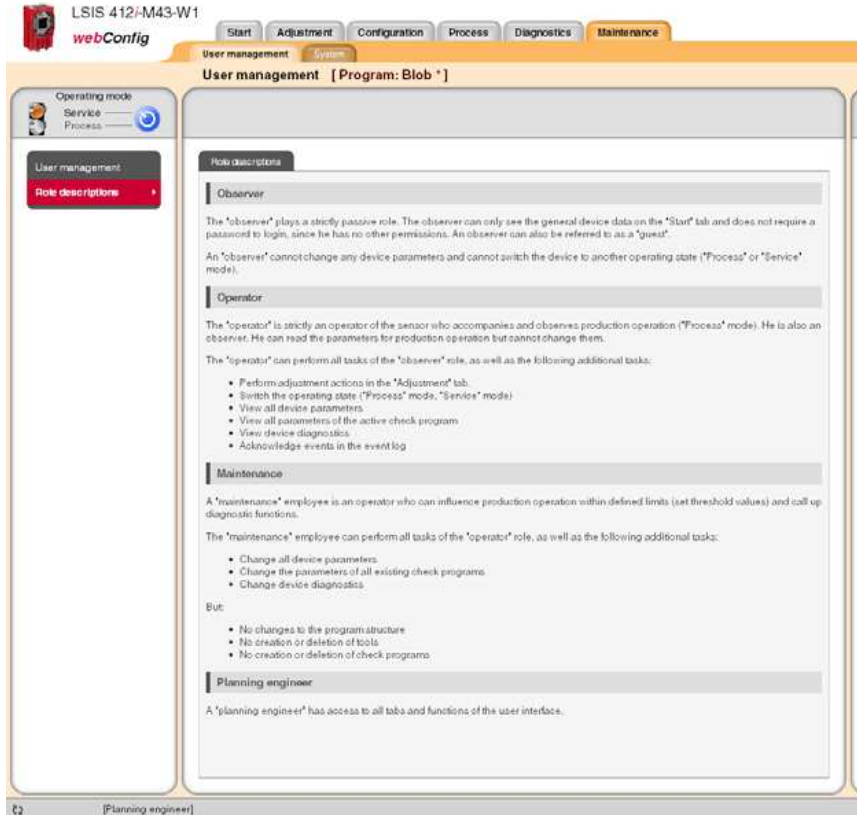 LSIS 412i-M43-W1
webConfig
Start Adjustment Configuration Process Diagnostics Maintenance
User management System
User management [ Program: Blob * ]
Operating mode
Service
Process
User management
Role descriptions
Role descriptions
Observer
The "observer" plays a strictly passive role. The observer can only see the general device data on the "Start" tab and does not require a
password to login, since he has no other permissions. An observer can also be referred to as a "guest".
An "observer" cannot change any device parameters and cannot switch the device to another operating state ("Process" or "Service"
mode).
Operator
The "operator" is strictly an operator of the sensor who accompanies and observes production operation ("Process" mode). He is also an
observer. He can read the parameters for production operation but cannot change them.
The "operator" can perform all tasks of the "observer" role, as well as the following additional tasks:
• Perform adjustment actions in the "Adjustment" tab.
• Switch the operating state ("Process" mode, "Service" mode)
• View all device parameters
• View all parameters of the active check program
• View device diagnostics
• Acknowledge events in the event log
Maintenance
A "maintenance" employee is an operator who can influence production operation within defined limits (set threshold values) and call up
diagnostic functions.
The "maintenance" employee can perform all tasks of the "operator" role, as well as the following additional tasks:
• Change all device parameters
• Change the parameters of all existing check programs
• Change device diagnostics
But:
• No changes to the program structure
• No creation or deletion of tools
• No creation or deletion of check programs
Planning engineer
A "planning engineer" has access to all tabs and functions of the user interface.
[Planning engineer]